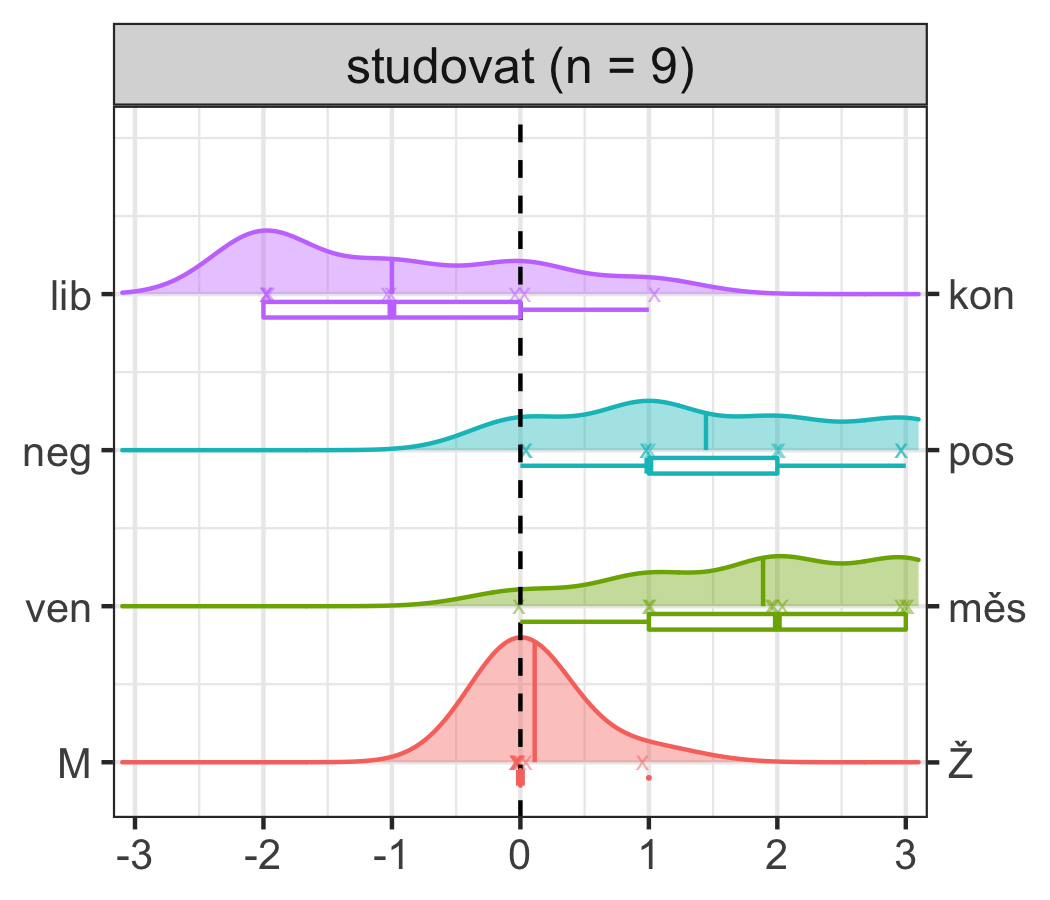 studovat (n = 9)
lib kon
neg pos
ven měs
M Ž
-3 -2 -1 0 1 2 3